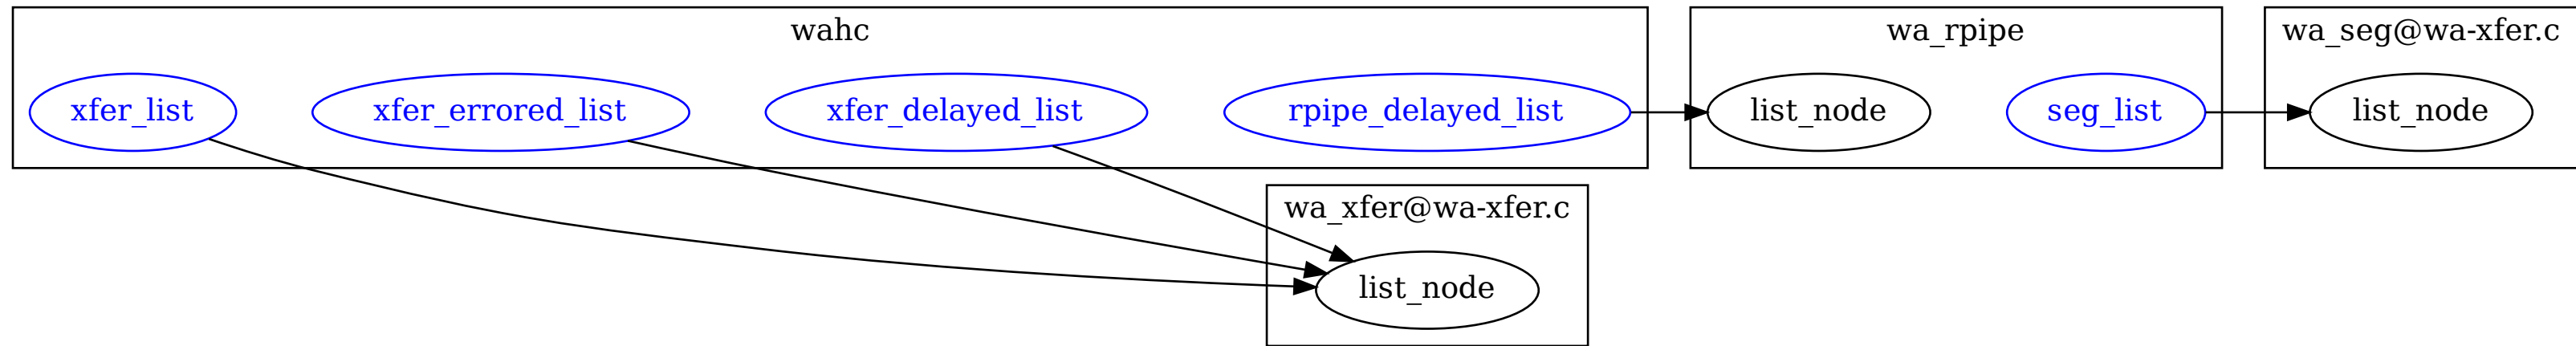 wahc
xfer_list
xfer_errored_list
xfer_delayed_list
rpipe_delayed_list
wa_rpipe
list_node
seg_list
wa_seg@wa-xfer.c
list_node
wa_xfer@wa-xfer.c
list_node